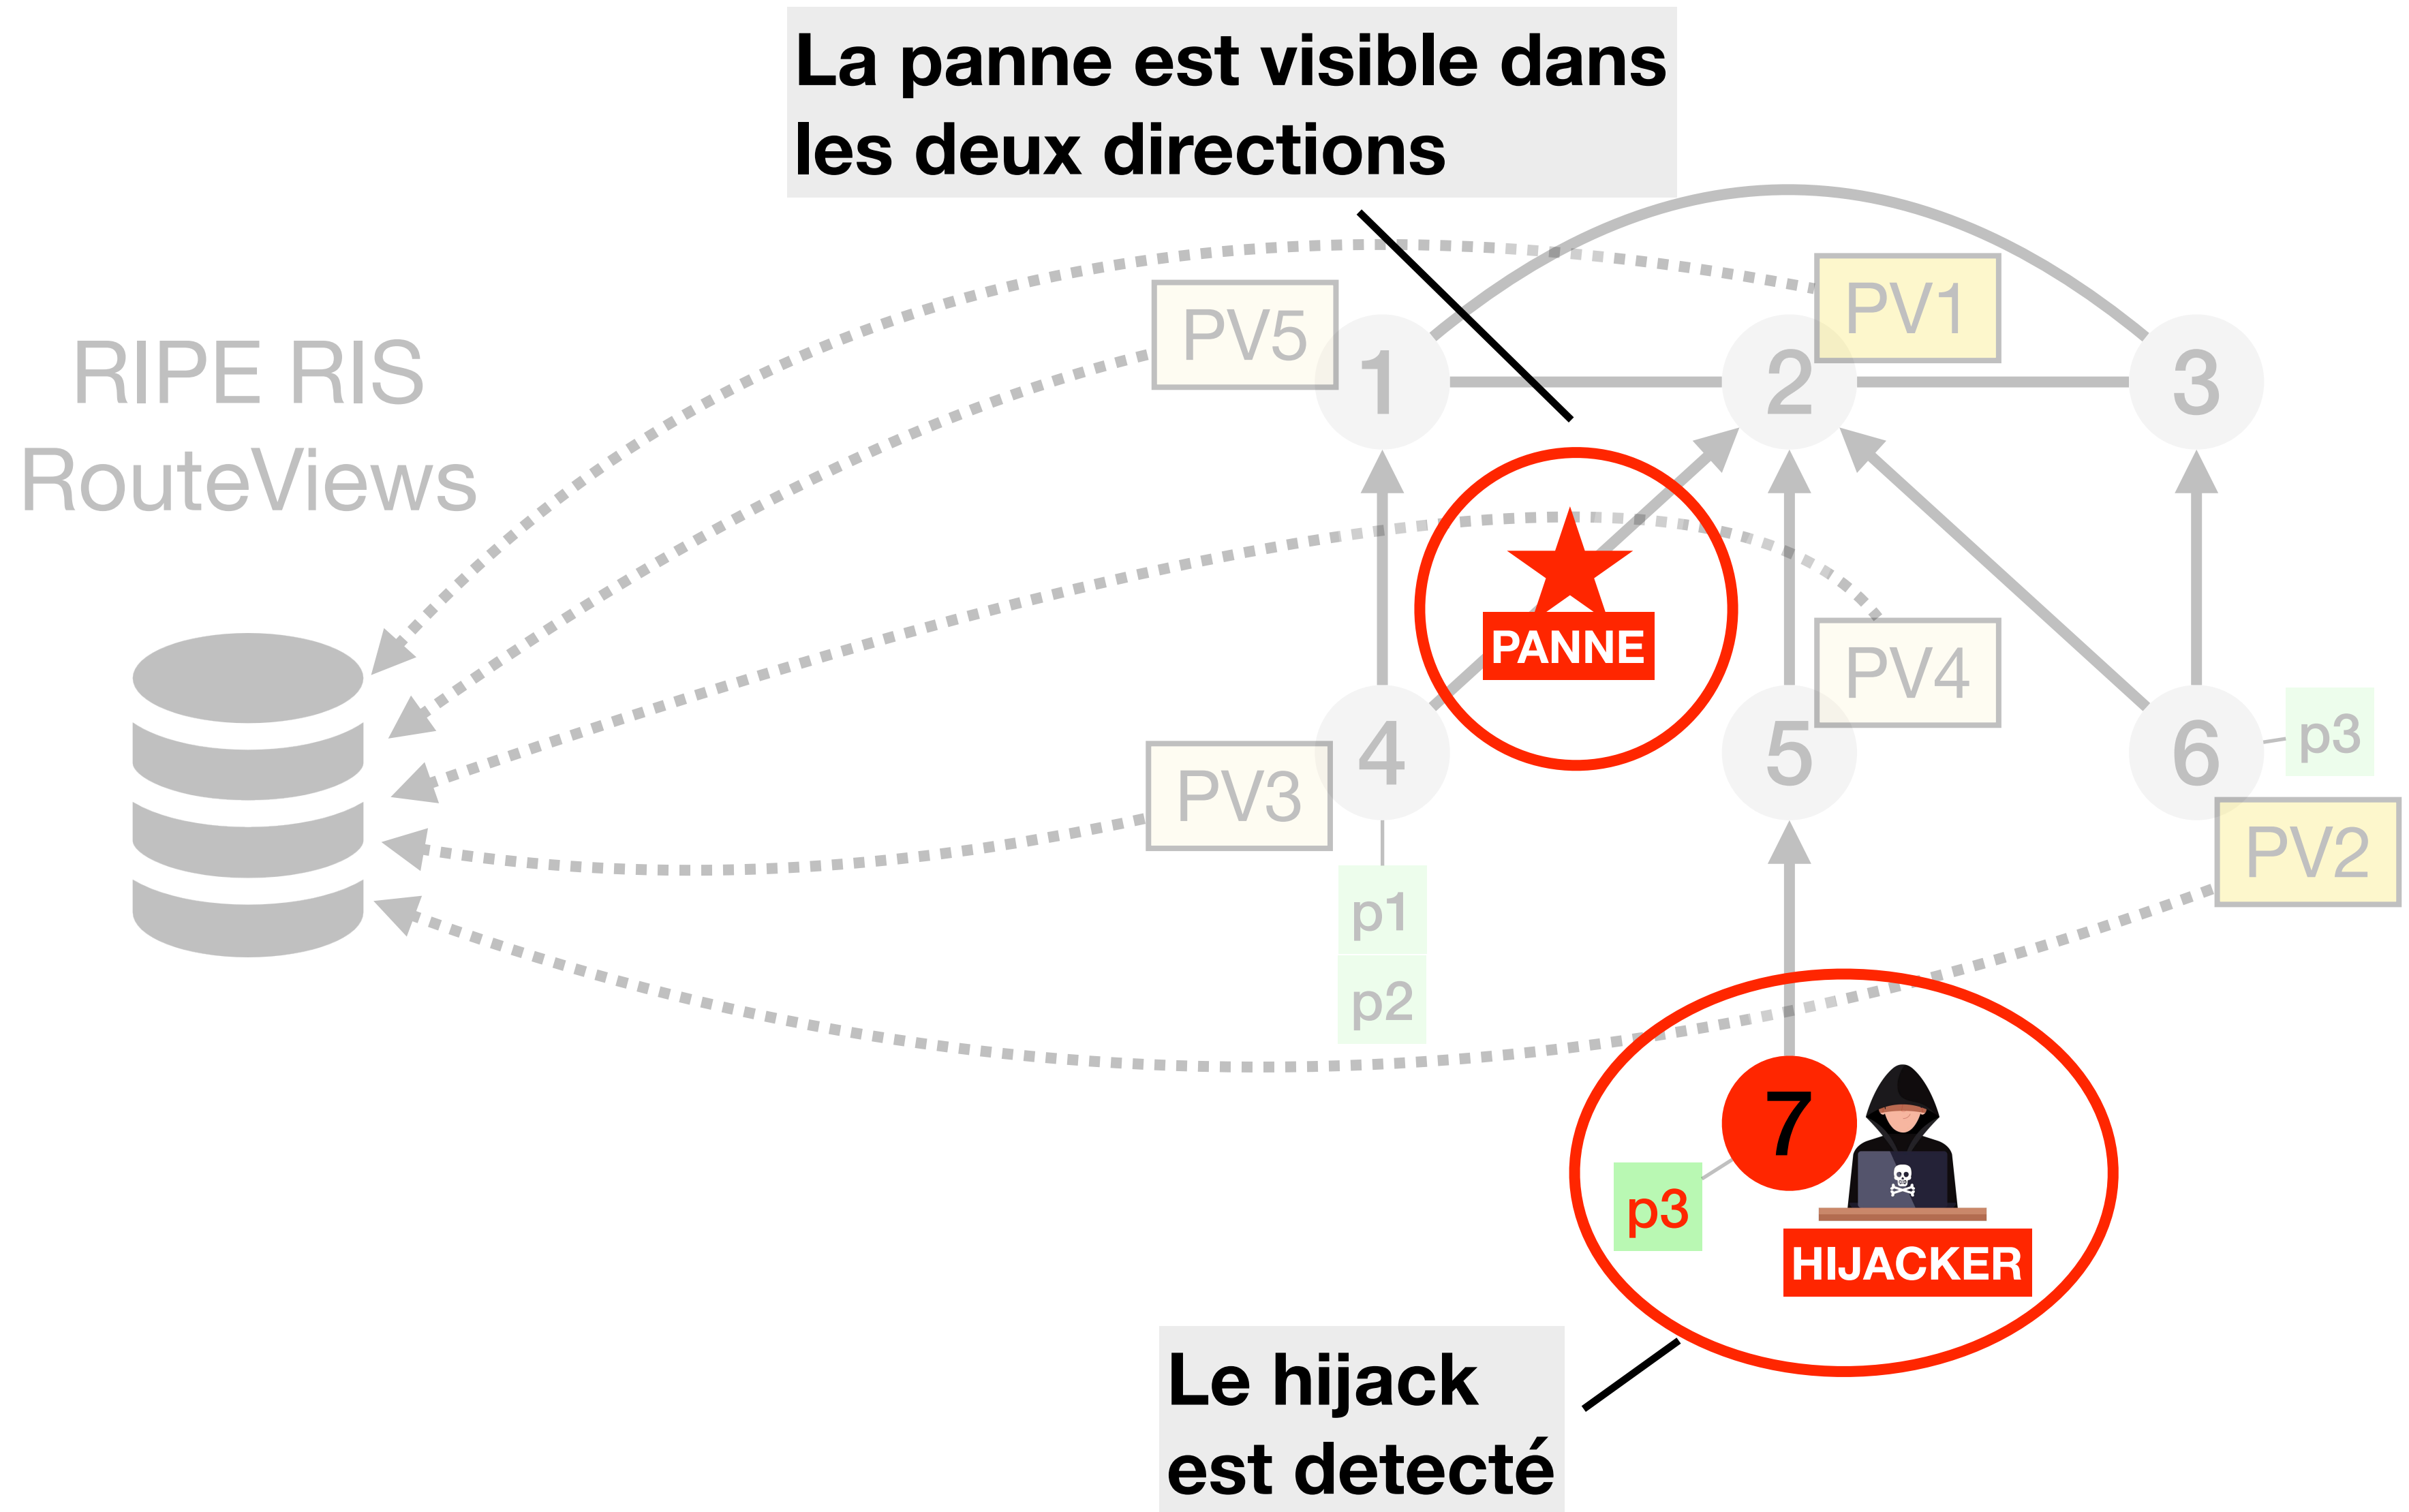 La panne est visible dans
les deux directions
RIPE RIS
RouteViews
PV5
1
2
PV1
3
PANNE
PV4
PV3
4
5
6
p3
PV2
p1
p2
7
p3
HIJACKER
Le hijack
est detecté